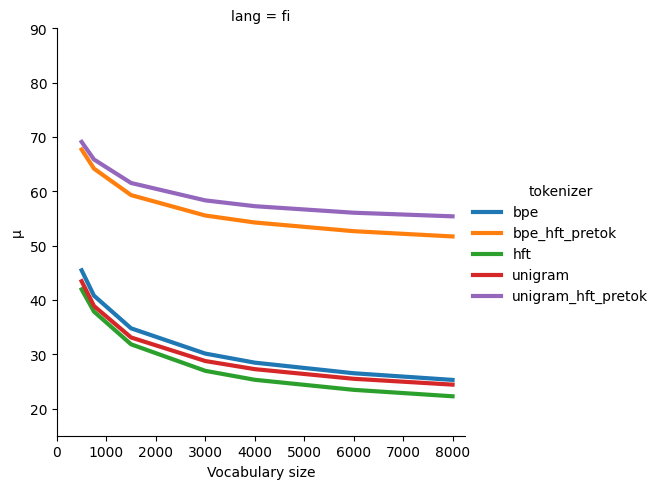 lang = fi
90
80
70
60
50
40
30
20
µ
0 1000 2000 3000 4000 5000 6000 7000 8000
Vocabulary size
tokenizer
bpe
bpe_hft_pretok
hft
unigram
unigram_hft_pretok